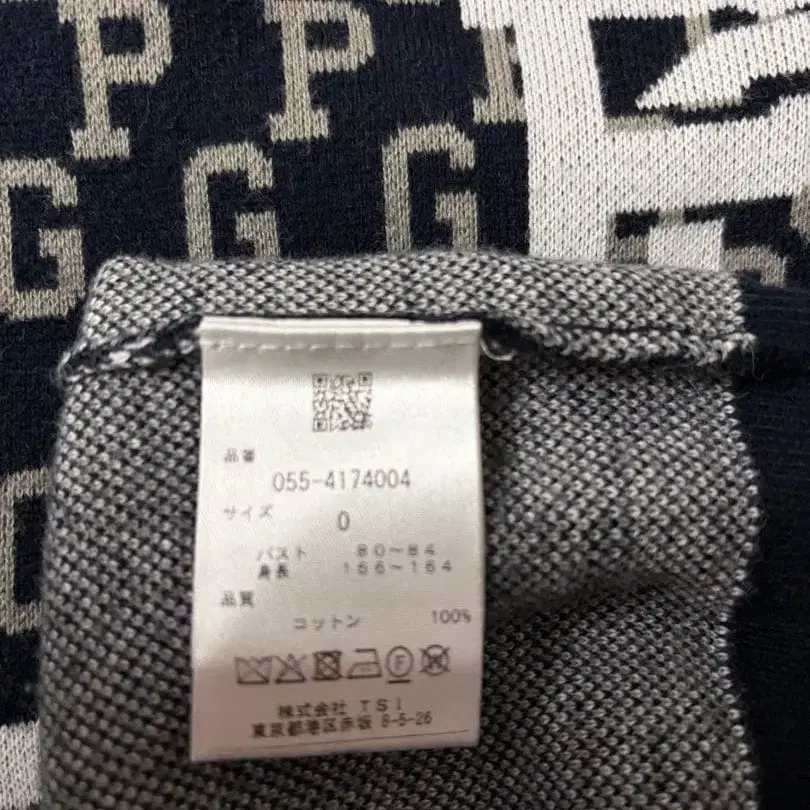 P P P
G G G
G
品番
055-4174004
サイズ 0
バスト 80~84
身長 156~164
品質
コットン 100%
F
株式会社 TSI
東京都港区赤坂 8-5-26